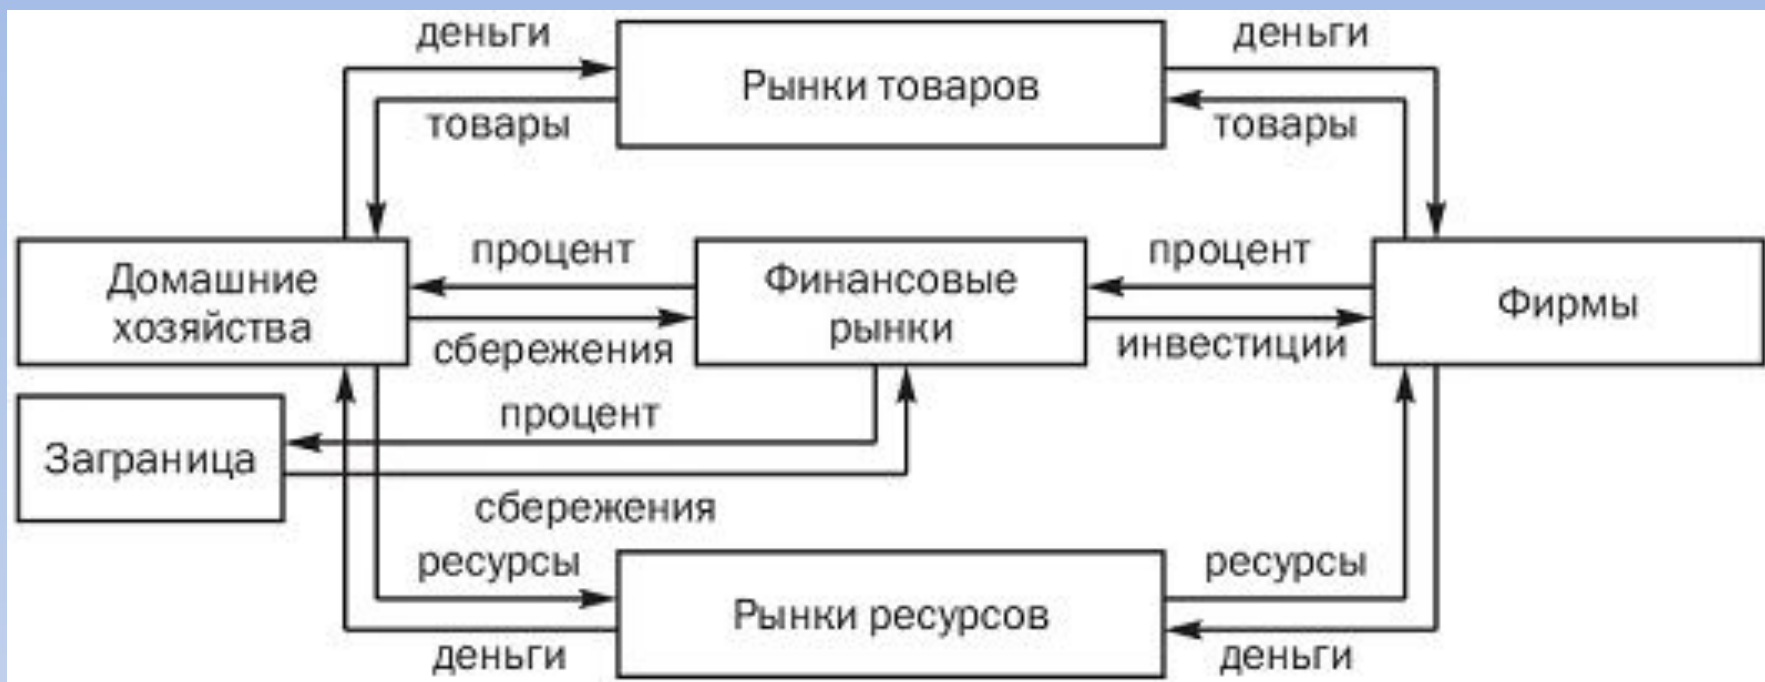 деньги
деньги
Рынки товаров
товары
товары
процент
процент
Домашние
хозяйства
Финансовые
рынки
Фирмы
сбережения
инвестиции
процент
Заграница
сбережения
ресурсы
ресурсы
Рынки ресурсов
деньги
деньги